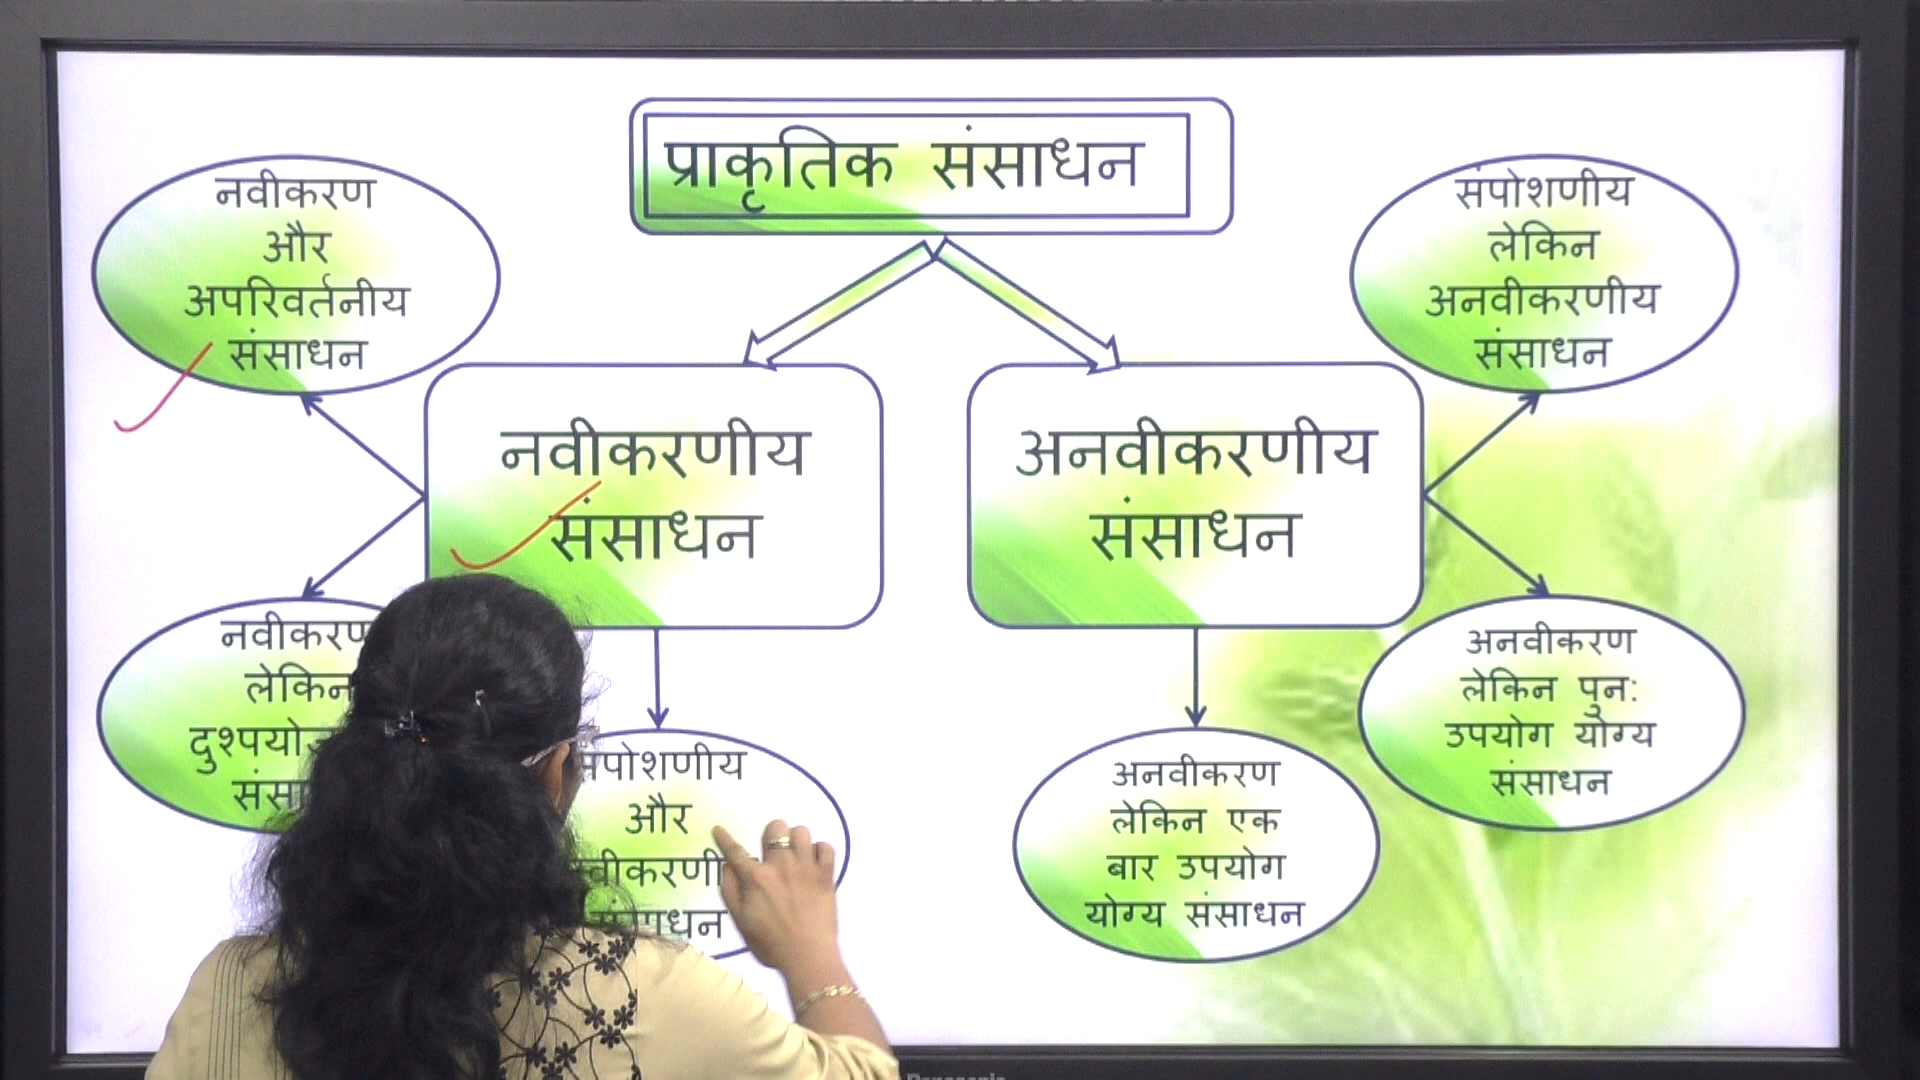 प्राकृतिक संसाधन
नवीकरण
और
अपरिवर्तनीय
संसाधन
संपोशणीय
लेकिन
अनवीकरणीय
संसाधन
नवीकरणीय
संसाधन
अनवीकरणीय
संसाधन
लेकिन
और
अनवीकरण
लेकिन एक
बार उपयोग
योग्य संसाधन
अनवीकरण
लेकिन पुन:
उपयोग योग्य
संसाधन